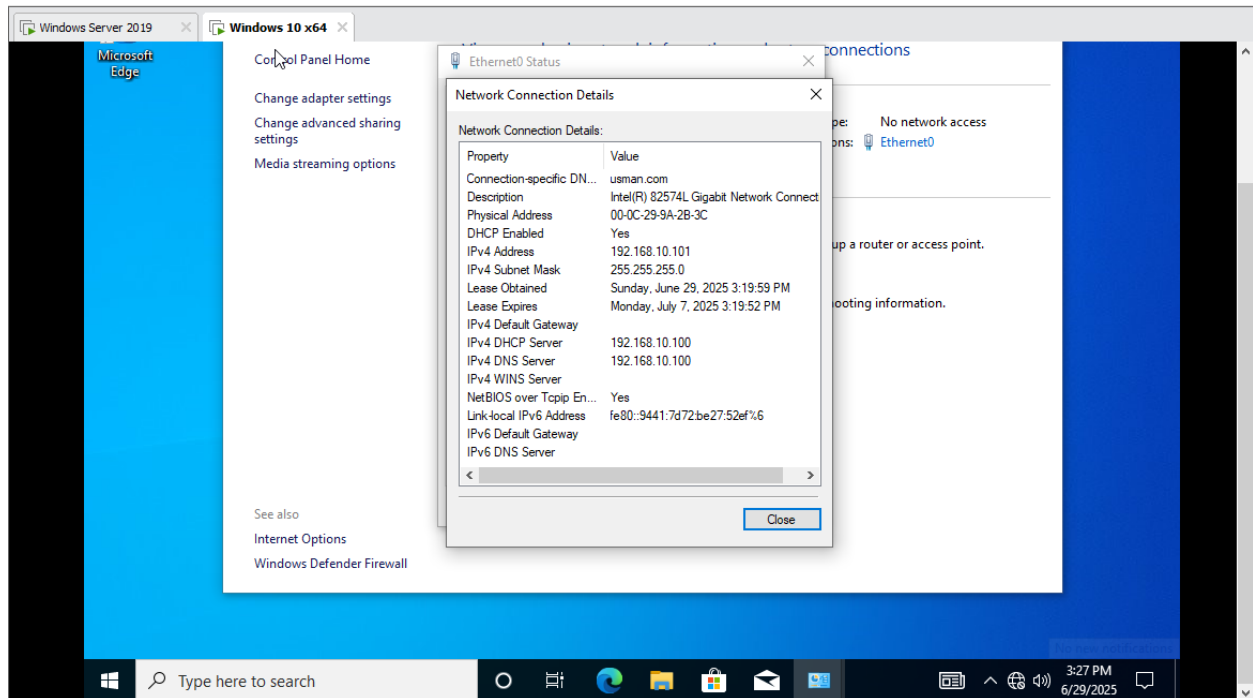 Windows Server 2019
Windows 10 x64
Microsoft
Edge
Control Panel Home
Change adapter settings
Change advanced sharing
settings
Media streaming options
See also
Internet Options
Windows Defender Firewall
connections
No network access
Ethernet0
up a router or access point.
information.
Ethernet0 Status
Network Connection Details
Network Connection Details:
Property Value
Connection-specific DN... usman.com
Description Intel(R) 82574L Gigabit Network Connect
Physical Address 00-0C-29-9A-2B-3C
DHCP Enabled Yes
IPv4 Address 192.168.10.101
IPv4 Subnet Mask 255.255.255.0
Lease Obtained Sunday, June 29, 2025 3:19:59 PM
Lease Expires Monday, July 7, 2025 3:19:52 PM
IPv4 Default Gateway
IPv4 DHCP Server 192.168.10.100
IPv4 DNS Server 192.168.10.100
IPv4 WINS Server
NetBIOS over Tcpip En... Yes
Link-local IPv6 Address fe80::9441:7d72:be27:52ef%6
IPv6 Default Gateway
IPv6 DNS Server
Close
No new notifications
Type here to search
3:27 PM
6/29/2025